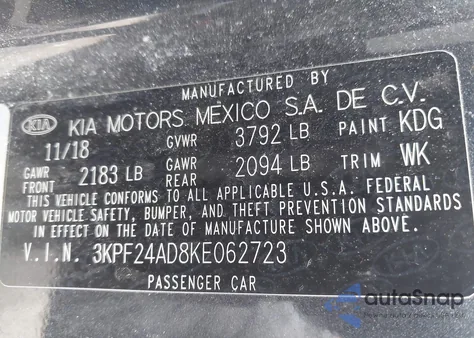 MANUFACTURED BY
KIA KIA MOTORS MEXICO S.A. DE C.V.
11/18 GVWR 3792 LB PAINT KDG
GAWR FRONT 2183 LB GAWR REAR 2094 LB TRIM WK
THIS VEHICLE CONFORMS TO ALL APPLICABLE U.S.A. FEDERAL
MOTOR VEHICLE SAFETY, BUMPER, AND THEFT PREVENTION STANDARDS
IN EFFECT ON THE DATE OF MANUFACTURE SHOWN ABOVE.
V.I.N. 3KPF24AD8KE062723
PASSENGER CAR
autoSnap